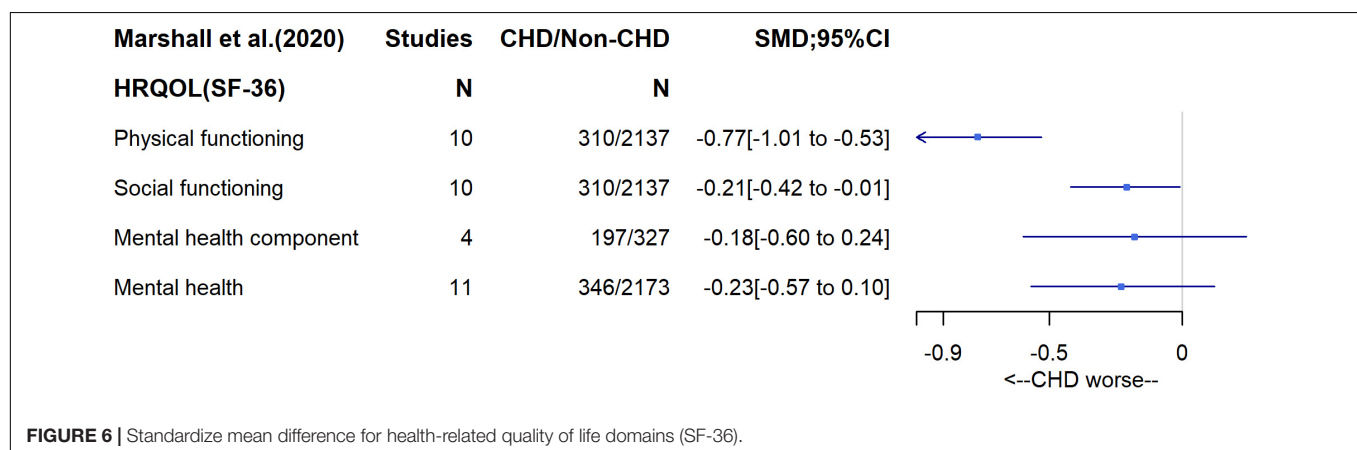 Marshall et al.(2020) Studies CHD/Non-CHD SMD;95%CI
HRQOL(SF-36) N N
Physical functioning 10 310/2137 -0.77[-1.01 to -0.53]
Social functioning 10 310/2137 -0.21[-0.42 to -0.01]
Mental health component 4 197/327 -0.18[-0.60 to 0.24]
Mental health 11 346/2173 -0.23[-0.57 to 0.10]
-0.9 -0.5 0
<--CHD worse--
FIGURE 6 | Standardize mean difference for health-related quality of life domains (SF-36).